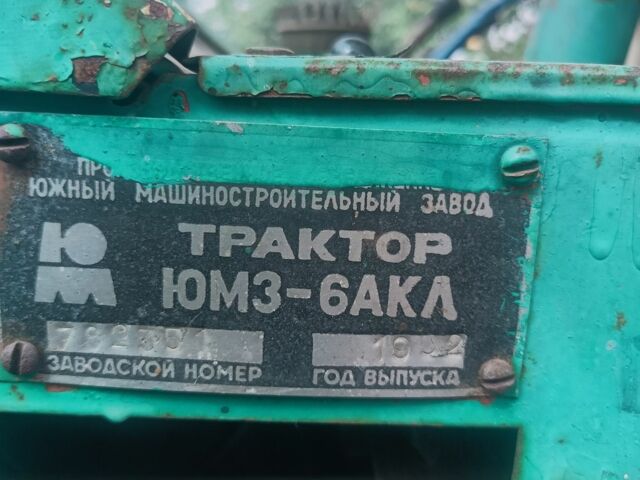 ЮЖНЫЙ МАШИНОСТРОИТЕЛЬНЫЙ ЗАВОД
ТРАКТОР
ЮМЗ-6АКЛ
ЗАВОДСКОЙ НОМЕР
ГОД ВЫПУСКА